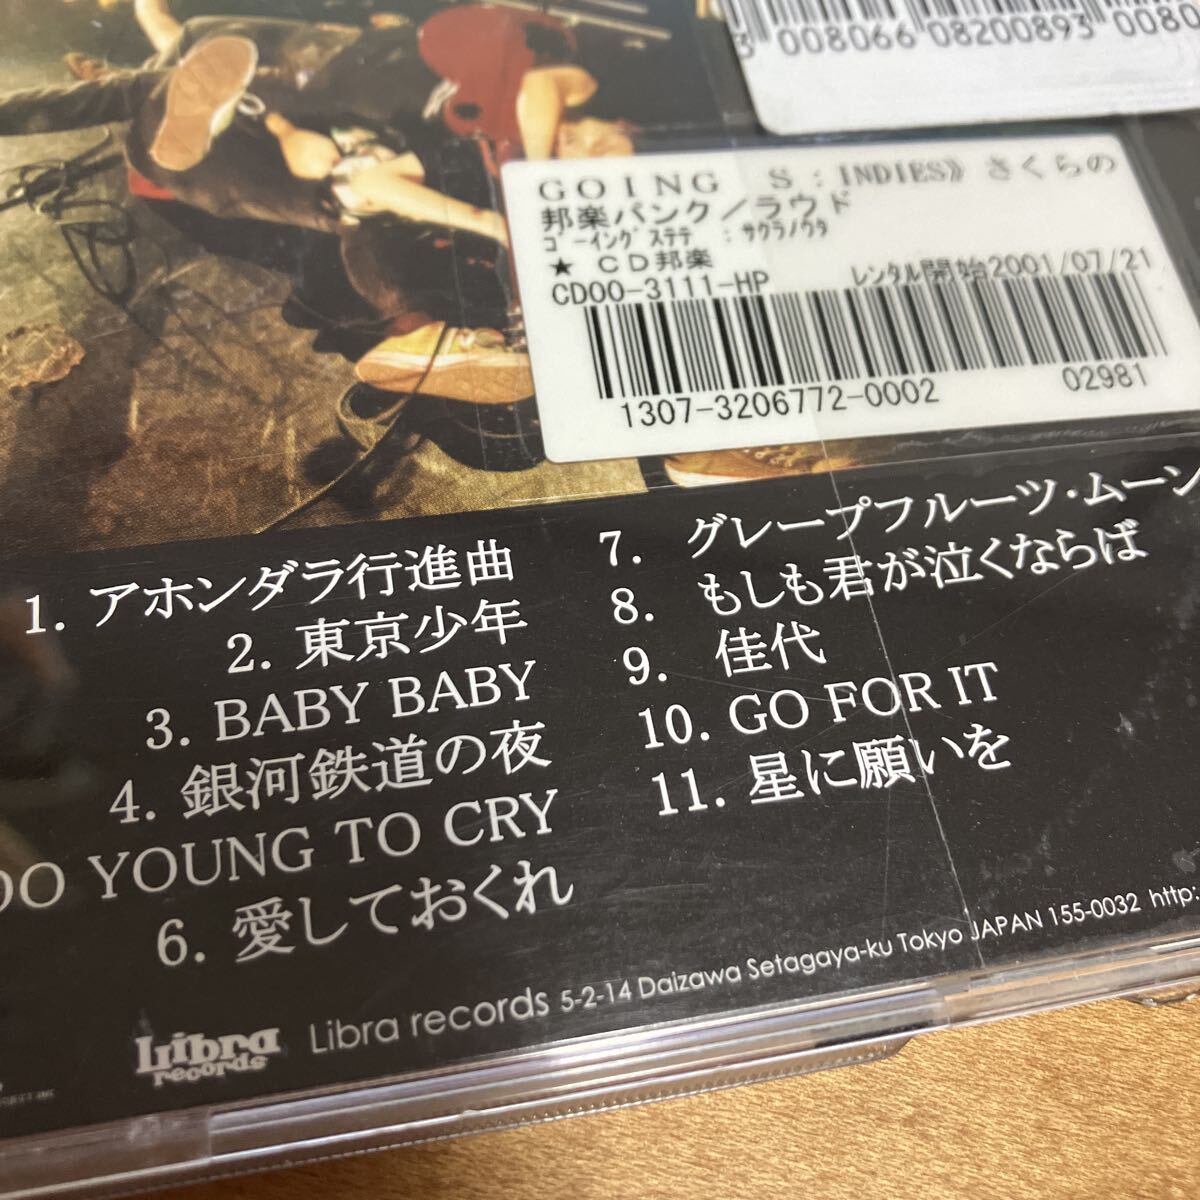 008066 08200893 0080
GOING S:INDIES》さくらの
邦楽パンク/ラウド
ゴーイングステテ :サクラノウタ
★ CD邦楽
CD00-3111-HP レンタル開始2001/07/21
1307-3206772-0002 02981
1. アホンダラ行進曲
2. 東京少年
3. BABY BABY
4. 銀河鉄道の夜
OO YOUNG TO CRY
6. 愛しておくれ
7. グレープフルーツ・ムーン
8. もしも君が泣くならば
9. 佳代
10. GO FOR IT
11. 星に願いを
Libra records
Libra records 5-2-14 Daizawa Setagaya-ku Tokyo JAPAN 155-0032 http: